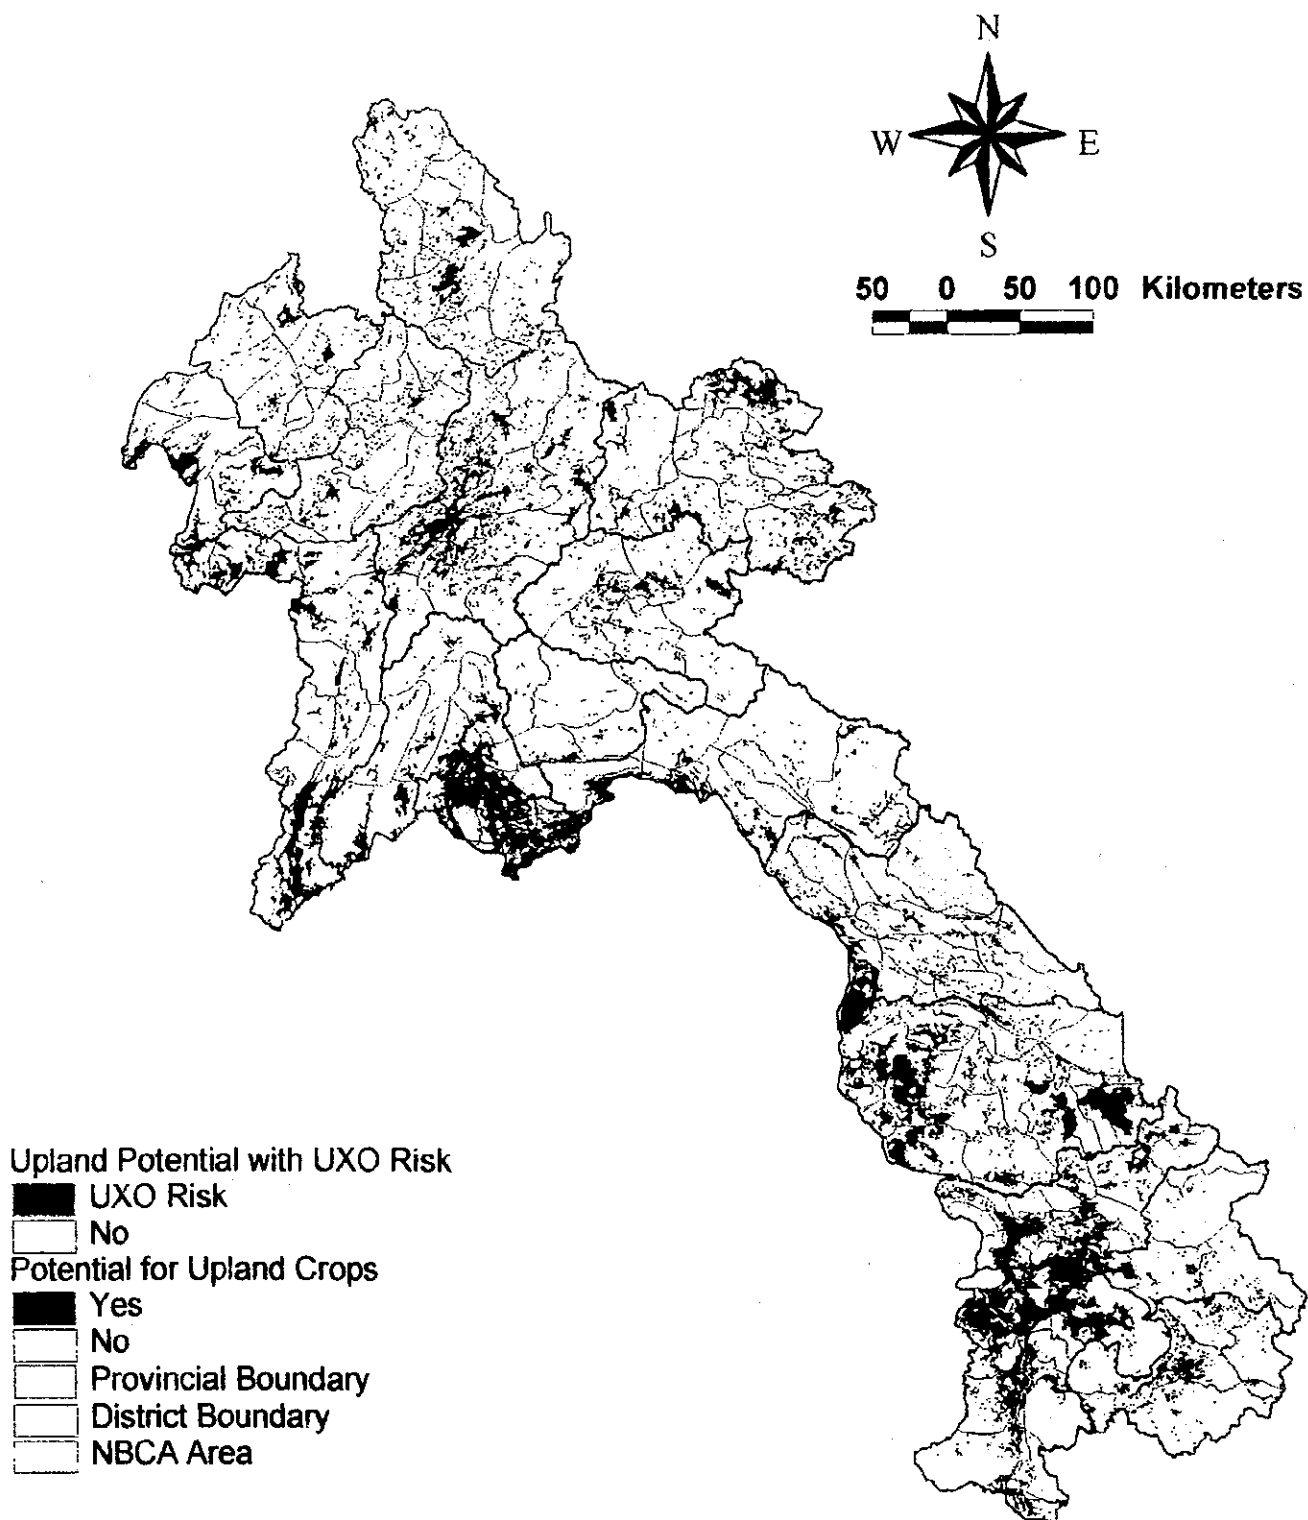 N
W E
S
50 0 50 100 Kilometers
Upland Potential with UXO Risk
UXO Risk
No
Potential for Upland Crops
Yes
No
Provincial Boundary
District Boundary
NBCA Area